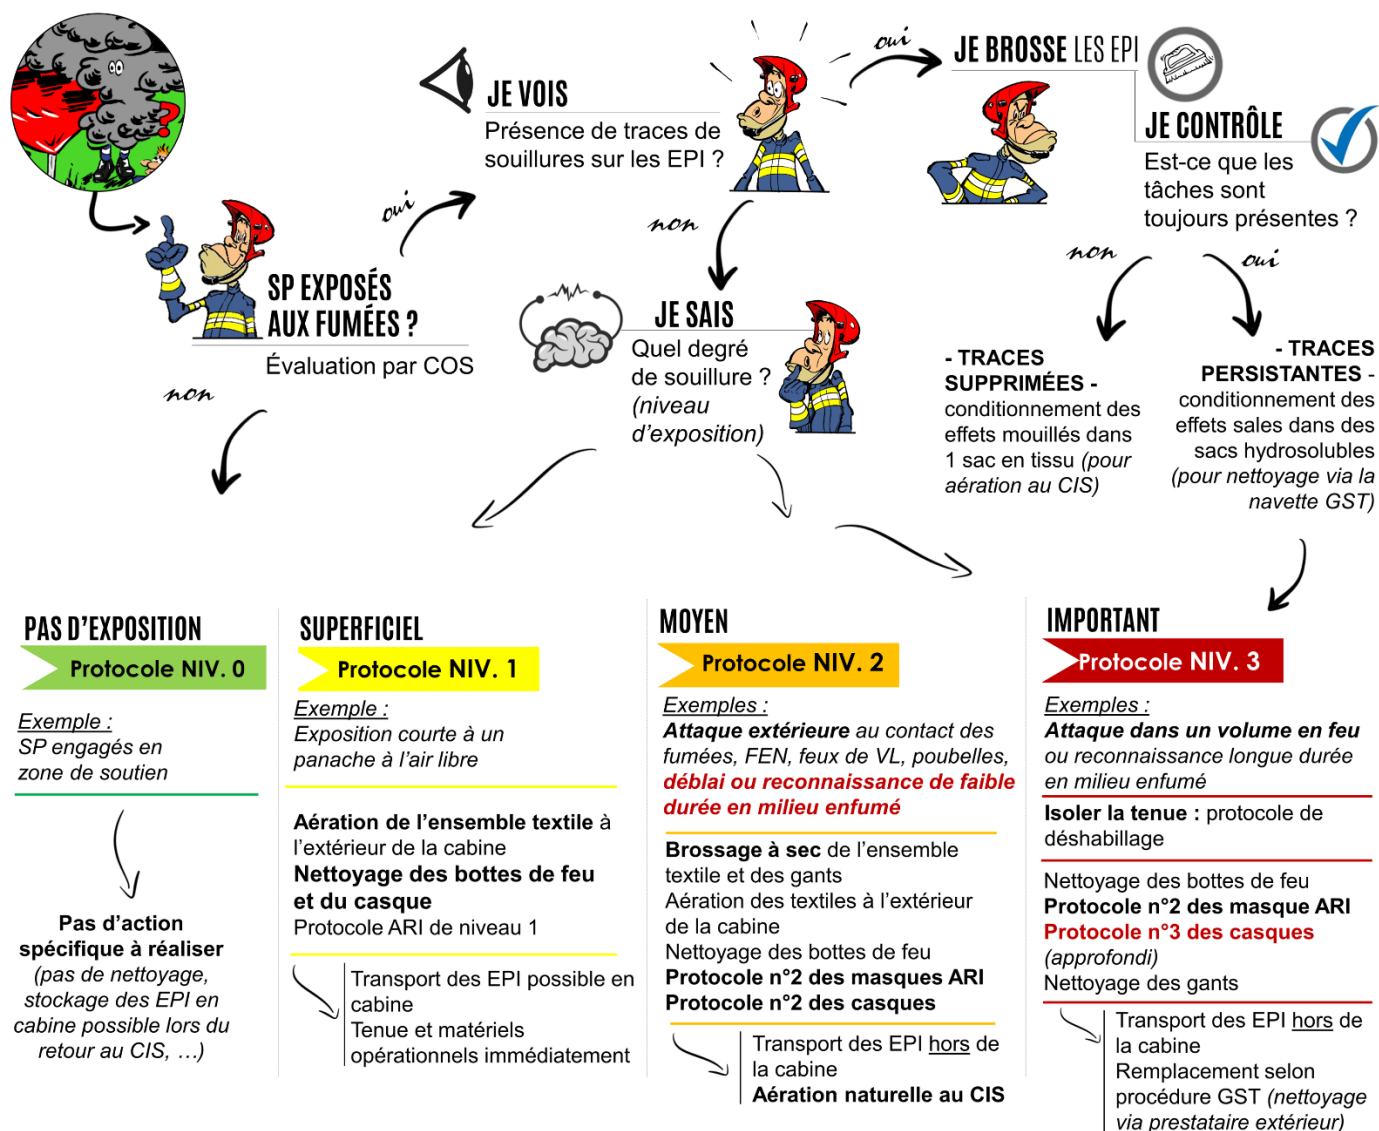 SP EXPOSÉS
AUX FUMÉES ?
Évaluation par COS
oui
non
JE VOIS
Présence de traces de
souillures sur les EPI ?
oui
non
JE BROSSE LES EPI
JE CONTRÔLE
Est-ce que les
tâches sont
toujours présentes ?
non
oui
JE SAIS
Quel degré
de souillure ?
(niveau
d'exposition)
- TRACES
SUPPRIMÉES -
conditionnement des
effets mouillés dans
1 sac en tissu (pour
aération au CIS)
- TRACES
PERSISTANTES -
conditionnement des
effets sales dans des
sacs hydrosolubles
(pour nettoyage via la
navette GST)
PAS D'EXPOSITION
Protocole NIV. 0
Exemple :
SP engagés en
zone de soutien
Pas d'action
spécifique à réaliser
(pas de nettoyage,
stockage des EPI en
cabine possible lors du
retour au CIS, ...)
SUPERFICIEL
Protocole NIV. 1
Exemple :
Exposition courte à un
panache à l'air libre
Aération de l'ensemble textile à
l'extérieur de la cabine
Nettoyage des bottes de feu
et du casque
Protocole ARI de niveau 1
Transport des EPI possible en
cabine
Tenue et matériels
opérationnels immédiatement
MOYEN
Protocole NIV. 2
Exemples :
Attaque extérieure au contact des
fumées, FEN, feux de VL, poubelles,
déblai ou reconnaissance de faible
durée en milieu enfumé
Brossage à sec de l'ensemble
textile et des gants
Aération des textiles à l'extérieur
de la cabine
Nettoyage des bottes de feu
Protocole n°2 des masques ARI
Protocole n°2 des casques
Transport des EPI hors de
la cabine
Aération naturelle au CIS
IMPORTANT
Protocole NIV. 3
Exemples :
Attaque dans un volume en feu
ou reconnaissance longue durée
en milieu enfumé
Isoler la tenue : protocole de
déshabillage
Nettoyage des bottes de feu
Protocole n°2 des masque ARI
Protocole n°3 des casques
(approfondi)
Nettoyage des gants
Transport des EPI hors de
la cabine
Remplacement selon
procédure GST (nettoyage
via prestataire extérieur)